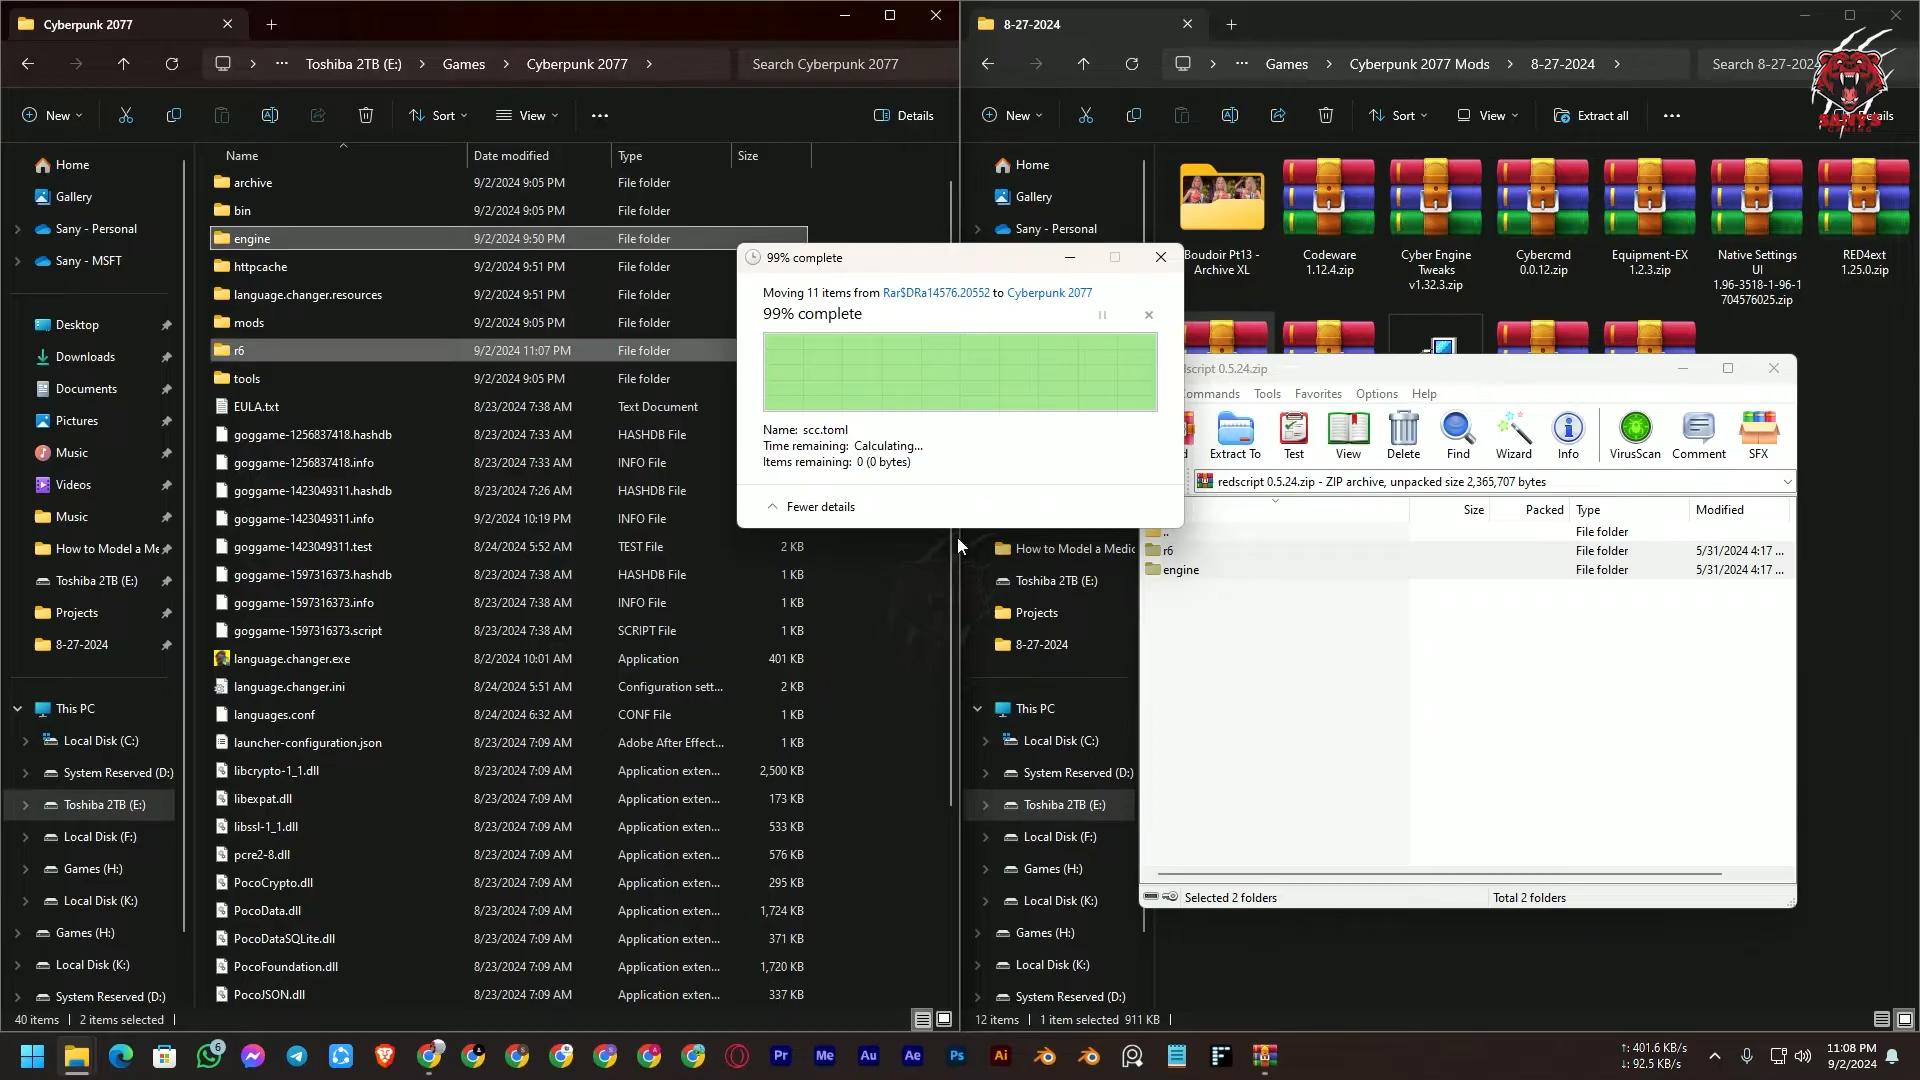 Cyberpunk 2077
Toshiba 2TB (E:)
Games
Cyberpunk 2077
Search Cyberpunk 2077
New
Sort
View
Details
Name
Date modified
Type
Size
Home
Gallery
Sany - Personal
Sany - MSFT
Desktop
Downloads
Documents
Pictures
Music
Videos
Music
How to Model a Me
Toshiba 2TB (E:)
Projects
8-27-2024
This PC
Local Disk (C:)
System Reserved (D:)
Toshiba 2TB (E:)
Local Disk (F:)
Games (H:)
Local Disk (K:)
Games (H:)
Local Disk (K:)
System Reserved (D:)
archive 9/2/2024 9:05 PM File folder
bin 9/2/2024 9:05 PM File folder
engine 9/2/2024 9:50 PM File folder
httpcache 9/2/2024 9:51 PM File folder
language.changer.resources 9/2/2024 9:51 PM File folder
mods 9/2/2024 9:05 PM File folder
r6 9/2/2024 11:07 PM File folder
tools 9/2/2024 9:05 PM File folder
EULA.txt 8/23/2024 7:38 AM Text Document
goggame-1256837418.hashdb 8/23/2024 7:33 AM HASHDB File
goggame-1256837418.info 8/23/2024 7:33 AM INFO File
goggame-1423049311.hashdb 8/23/2024 7:26 AM HASHDB File
goggame-1423049311.info 9/2/2024 10:19 PM INFO File
goggame-1423049311.test 8/24/2024 5:52 AM TEST File 2 KB
goggame-1597316373.hashdb 8/23/2024 7:38 AM HASHDB File 1 KB
goggame-1597316373.info 8/23/2024 7:38 AM INFO File 1 KB
goggame-1597316373.script 8/23/2024 7:38 AM SCRIPT File 1 KB
language.changer.exe 8/2/2024 10:01 AM Application 401 KB
language.changer.ini 8/24/2024 5:51 AM Configuration sett... 2 KB
languages.conf 8/24/2024 6:32 AM CONF File 1 KB
launcher-configuration.json 8/23/2024 7:09 AM Adobe After Effect... 1 KB
libcrypto-1_1.dll 8/23/2024 7:09 AM Application exten... 2,500 KB
libexpat.dll 8/23/2024 7:09 AM Application exten... 173 KB
libssl-1_1.dll 8/23/2024 7:09 AM Application exten... 533 KB
pcre2-8.dll 8/23/2024 7:09 AM Application exten... 576 KB
PocoCrypto.dll 8/23/2024 7:09 AM Application exten... 295 KB
PocoData.dll 8/23/2024 7:09 AM Application exten... 1,724 KB
PocoDataSQLite.dll 8/23/2024 7:09 AM Application exten... 371 KB
PocoFoundation.dll 8/23/2024 7:09 AM Application exten... 1,720 KB
PocoJSON.dll 8/23/2024 7:09 AM Application exten... 337 KB
40 items
2 items selected
99% complete
Moving 11 items from Rar$DRa14576.20552 to Cyberpunk 2077
99% complete
Name: scc.toml
Time remaining: Calculating...
Items remaining: 0 (0 bytes)
Fewer details
8-27-2024
Games
Cyberpunk 2077 Mods
8-27-2024
Search 8-27-202
SANY'S
GAMING
New
Sort
View
Extract all
etails
Home
Gallery
Sany - Personal
Boudoir Pt13 -
Archive XL
Codeware
1.12.4.zip
Cyber Engine
Tweaks
v1.32.3.zip
Cybercmd
0.0.12.zip
Equipment-EX
1.2.3.zip
Native Settings
UI
1.96-3518-1-96-1
704576025.zip
RED4ext
1.25.0.zip
How to Model a Medic
Toshiba 2TB (E:)
Projects
8-27-2024
This PC
Local Disk (C:)
System Reserved (D:)
Toshiba 2TB (E:)
Local Disk (F:)
Games (H:)
Local Disk (K:)
Games (H:)
Local Disk (K:)
System Reserved (D:)
dscript 0.5.24.zip
ommands Tools Favorites Options Help
d
Extract To
Test
View
Delete
Find
Wizard
Info
VirusScan
Comment
SFX
redscript 0.5.24.zip - ZIP archive, unpacked size 2,365,707 bytes
Size Packed Type Modified
.. File folder
r6 File folder 5/31/2024 4:17 ...
engine File folder 5/31/2024 4:17 ...
Selected 2 folders
Total 2 folders
12 items
1 item selected 911 KB
6
Pr
Me
Au
Ae
Ps
Ai
↑: 401.6 KB/s
↓: 92.5 KB/s
11:08 PM
9/2/2024